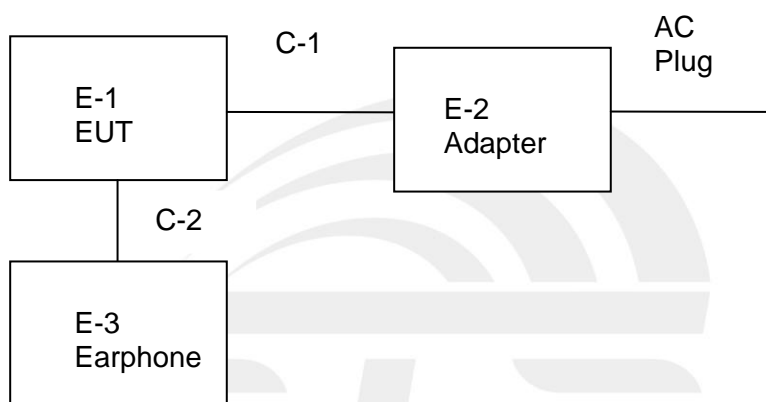 C-1
AC
Plug
E-1
EUT
E-2
Adapter
C-2
E-3
Earphone